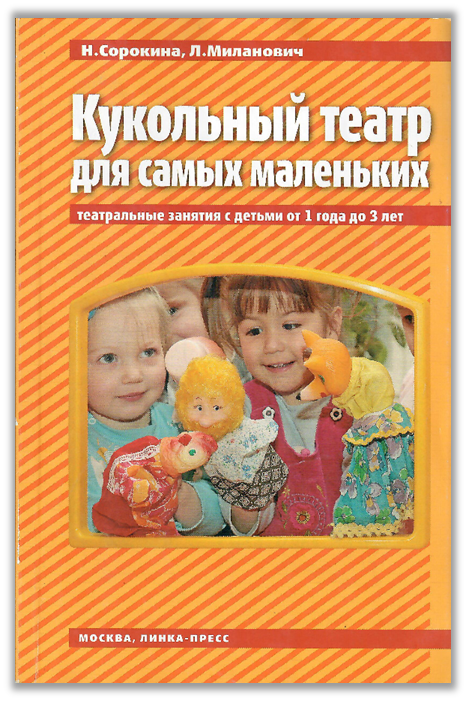 Н.Сорокина, Л.Миланович
Кукольный театр
для самых маленьких
театральные занятия с детьми от 1 года до 3 лет
МОСКВА, ЛИНКА-ПРЕСС